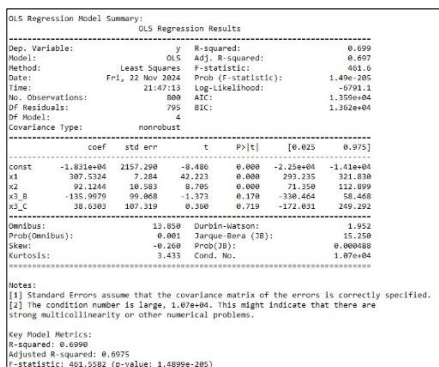 OLS Regression Model Summary:
OLS Regression Results
Dep. Variable: y R-squared: 0.699
Model: OLS Adj. R-squared: 0.697
Method: Least Squares F-statistic: 461.6
Date: Fri, 22 Nov 2024 Prob (F-statistic): 1.49e-205
Time: 21:47:13 Log-Likelihood: -6791.1
No. Observations: 800 AIC: 1.359e+04
Df Residuals: 795 BIC: 1.362e+04
Df Model: 4
Covariance Type: nonrobust
coef std err t P>|t| [0.025 0.975]
const -1.831e+04 2157.290 -8.486 0.000 -2.25e+04 -1.41e+04
x1 307.5324 7.284 42.223 0.000 293.235 321.830
x2 92.1244 10.583 8.705 0.000 71.350 112.899
x3_B -135.9979 99.068 -1.373 0.170 -330.464 58.468
x3_C 38.6303 107.319 0.360 0.719 -172.031 249.292
Omnibus: 13.850 Durbin-Watson: 1.952
Prob(Omnibus): 0.001 Jarque-Bera (JB): 15.250
Skew: -0.260 Prob(JB): 0.000488
Kurtosis: 3.433 Cond. No. 1.07e+04
Notes:
[1] Standard Errors assume that the covariance matrix of the errors is correctly specified.
[2] The condition number is large, 1.07e+04. This might indicate that there are
strong multicollinearity or other numerical problems.
Key Model Metrics:
R-squared: 0.6990
Adjusted R-squared: 0.6975
F-statistic: 461.5582 (p-value: 1.4899e-205)